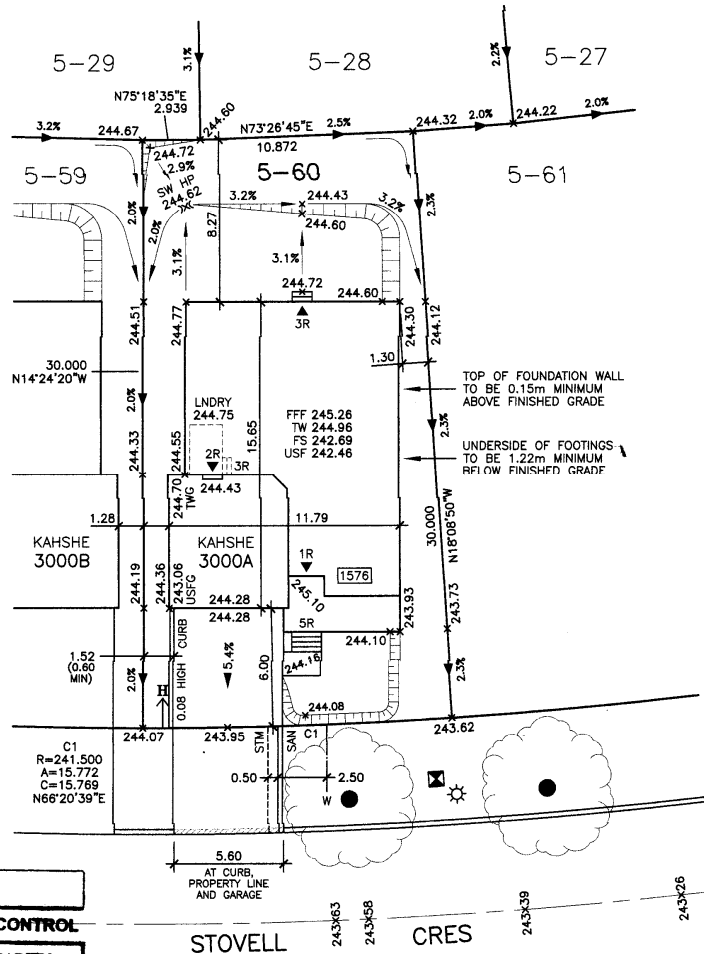 5-29
5-28
5-27
3.1%
2.2%
N75°18'35"E
2.939
244.60
3.2%
244.67
N73°26'45"E
2.5%
244.32
2.0%
244.22
2.0%
10.872
244.72
5-59
2.9%
5-60
5-61
SW HP
244.62
3.2%
244.43
3.2%
2.0%
2.0%
8.27
244.60
2.3%
3.1%
3.1%
244.72
244.60
3R
244.51
244.77
244.30
244.12
30.000
N14°24'20"W
1.30
TOP OF FOUNDATION WALL
TO BE 0.15m MINIMUM
ABOVE FINISHED GRADE
2.0%
LNDRY
244.75
15.65
FFF 245.26
TW 244.96
FS 242.69
USF 242.46
2.3%
244.33
244.55
2R
3R
UNDERSIDE OF FOOTINGS
TO BE 1.22m MINIMUM
BELOW FINISHED GRADE
244.70
TWG
244.43
1.28
11.79
30.000
N18°08'50"W
KAHSHE
3000B
KAHSHE
3000A
1R
1576
244.19
244.36
243.06
USFG
245.10
244.28
244.28
243.93
243.73
5R
244.10
1.52
(0.60
MIN)
0.08 HIGH CURB
5.4%
6.00
244.16
2.0%
2.3%
H
244.08
244.07
243.95
STM
SAN
C1
243.62
C1
R=241.500
A=15.772
C=15.769
N66°20'39"E
0.50
2.50
W
5.60
AT CURB,
PROPERTY LINE
AND GARAGE
CONTROL
243x63
243x58
243x39
243x26
STOVELL CRES